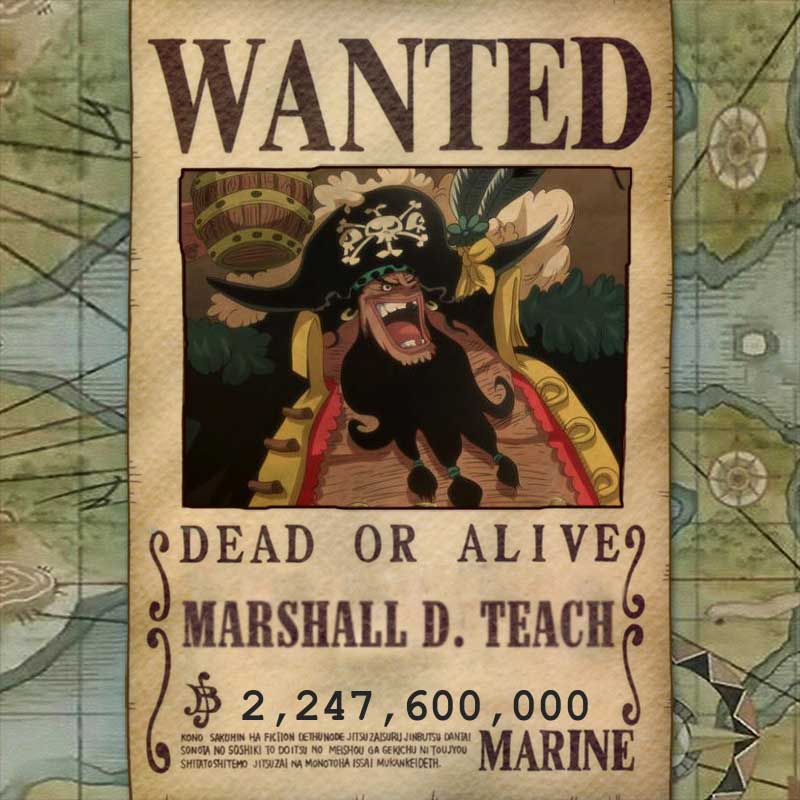 WANTED
DEAD OR ALIVE
MARSHALL D. TEACH
2,247,600,000
KONO SAKUHIN HA FICTION DETHUNODE JITSUZAISURU JINBUTSU DANTAI
SONOTA NO SOSHIKI TO DOITSU NO MEISHOU GA GEKICHU NI TOUJYOU
SHITATOSHITEMO JITSUZAI NA MONOTOHA ISSAI MUKANKEIDETH.
MARINE